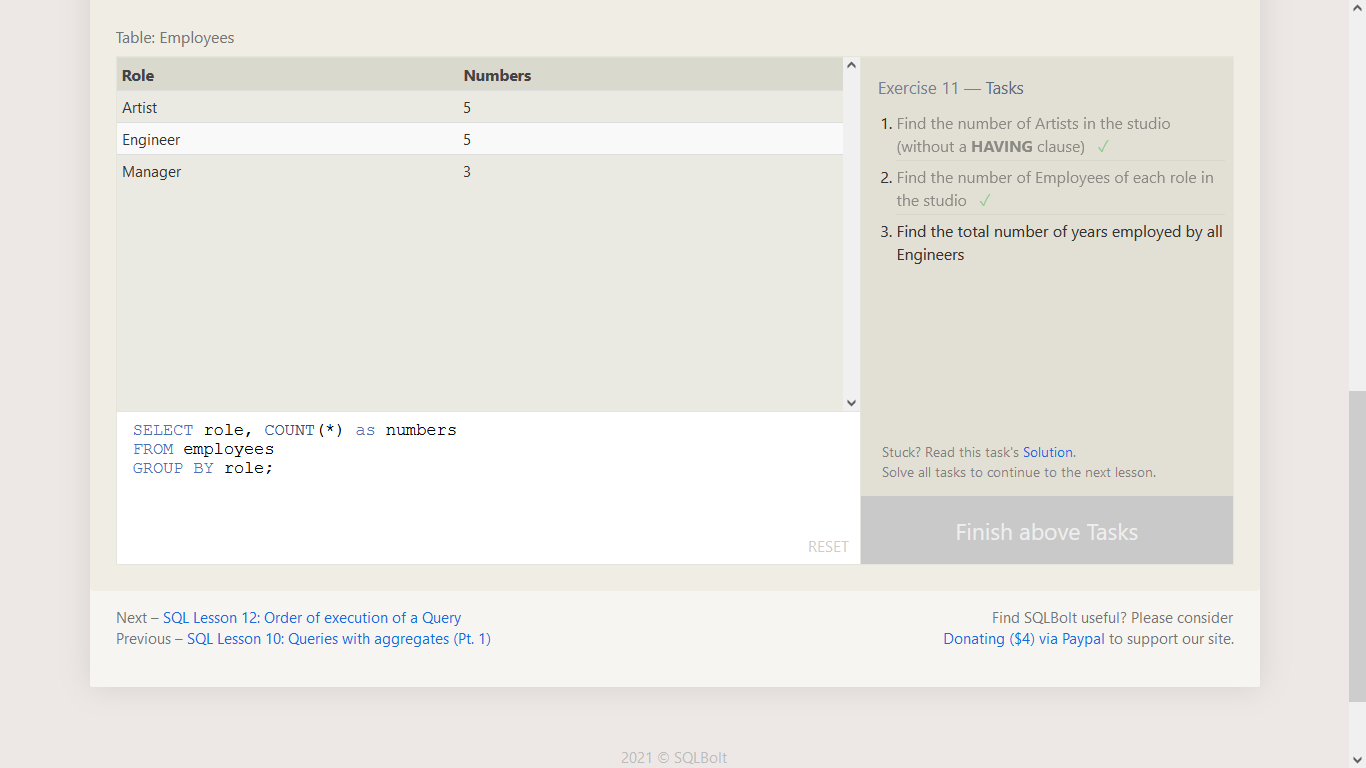 Table: Employees
Role Numbers
Artist 5
Engineer 5
Manager 3
SELECT role, COUNT(*) as numbers
FROM employees
GROUP BY role;
RESET
Exercise 11 — Tasks
1. Find the number of Artists in the studio
(without a HAVING clause) ✓
2. Find the number of Employees of each role in
the studio ✓
3. Find the total number of years employed by all
Engineers
Stuck? Read this task's Solution.
Solve all tasks to continue to the next lesson.
Finish above Tasks
Next – SQL Lesson 12: Order of execution of a Query
Previous – SQL Lesson 10: Queries with aggregates (Pt. 1)
Find SQLBolt useful? Please consider
Donating ($4) via Paypal to support our site.
2021 © SQLBolt